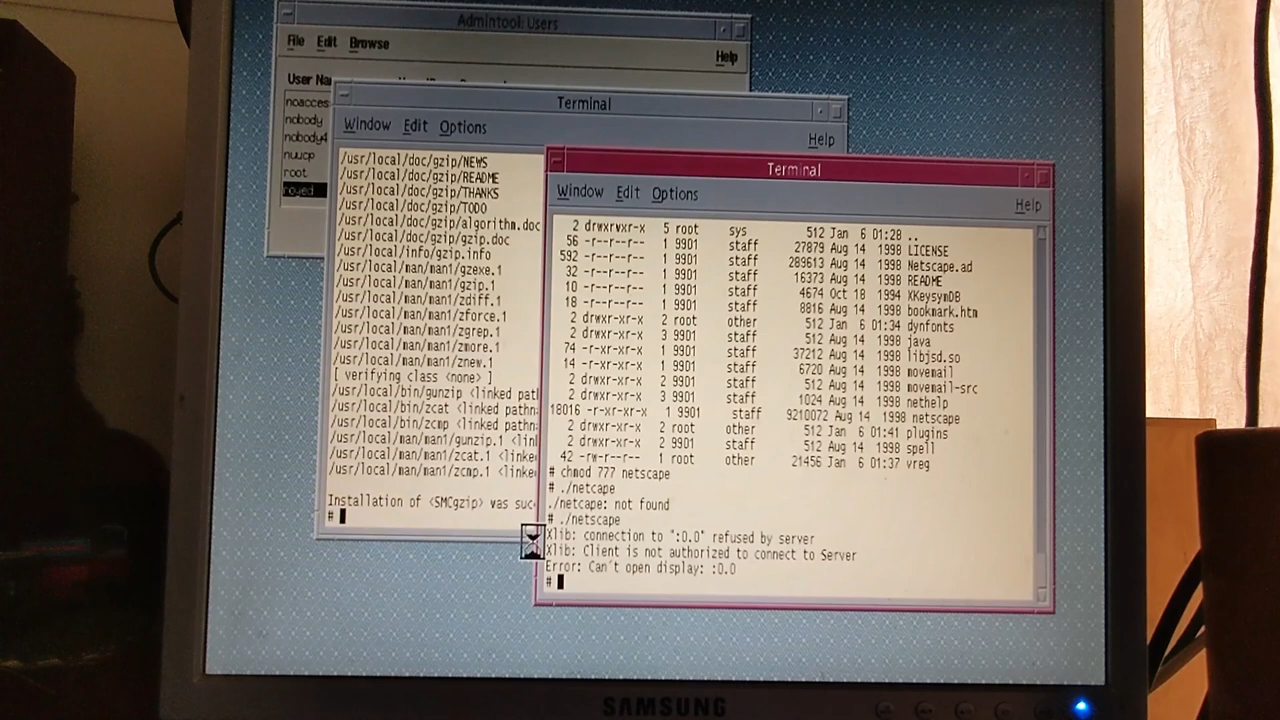 Admintool: Users
File Edit Browse
Help
User Na
noacces
nobody
nobody4
nuucp
root
royed
Terminal
Window Edit Options
Help
/usr/local/doc/gzip/NEWS
/usr/local/doc/gzip/README
/usr/local/doc/gzip/THANKS
/usr/local/doc/gzip/TODO
/usr/local/doc/gzip/algorithm.doc
/usr/local/doc/gzip/gzip.doc
/usr/local/info/gzip.info
/usr/local/man/man1/gzexe.1
/usr/local/man/man1/gzip.1
/usr/local/man/man1/zdiff.1
/usr/local/man/man1/zforce.1
/usr/local/man/man1/zgrep.1
/usr/local/man/man1/zmore.1
/usr/local/man/man1/znew.1
[ verifying class <none> ]
/usr/local/bin/gunzip <linked path
/usr/local/bin/zcat <linked pathn
/usr/local/bin/zcmp <linked pathn
/usr/local/man/man1/gunzip.1 <lin
/usr/local/man/man1/zcat.1 <linke
/usr/local/man/man1/zcmp.1 <linke
Installation of <SMCgzip> was suc
#
Terminal
Window Edit Options
Help
2 drwxrwxr-x 5 root sys 512 Jan 6 01:28 ..
56 -r--r--r-- 1 9901 staff 27879 Aug 14 1998 LICENSE
592 -r--r--r-- 1 9901 staff 289613 Aug 14 1998 Netscape.ad
32 -r--r--r-- 1 9901 staff 16373 Aug 14 1998 README
10 -r--r--r-- 1 9901 staff 4674 Oct 18 1994 XKeysymDB
18 -r--r--r-- 1 9901 staff 8816 Aug 14 1998 bookmark.htm
2 drwxr-xr-x 2 root other 512 Jan 6 01:34 dynfonts
2 drwxr-xr-x 3 9901 staff 512 Aug 14 1998 java
74 -r-xr-xr-x 1 9901 staff 37212 Aug 14 1998 libjsd.so
14 -r-xr-xr-x 1 9901 staff 6720 Aug 14 1998 movemail
2 drwxr-xr-x 2 9901 staff 512 Aug 14 1998 movemail-src
2 drwxr-xr-x 3 9901 staff 1024 Aug 14 1998 nethelp
18016 -r-xr-xr-x 1 9901 staff 9210072 Aug 14 1998 netscape
2 drwxr-xr-x 2 root other 512 Jan 6 01:41 plugins
2 drwxr-xr-x 2 9901 staff 512 Aug 14 1998 spell
42 -rw-r--r-- 1 root other 21456 Jan 6 01:37 vreg
# chmod 777 netscape
# ./netcape
./netcape: not found
# ./netscape
Xlib: connection to ":0.0" refused by server
Xlib: Client is not authorized to connect to Server
Error: Can't open display: :0.0
#
SAMSUNG